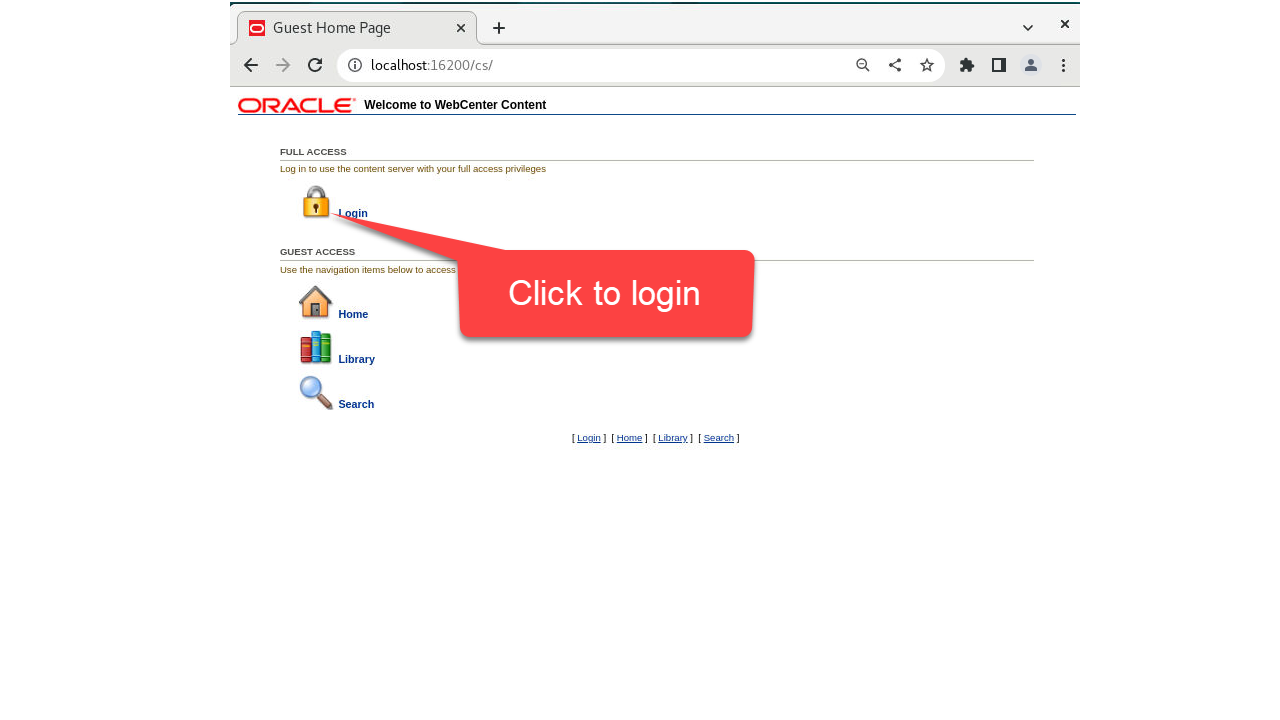 Guest Home Page
localhost:16200/cs/
ORACLE Welcome to WebCenter Content
FULL ACCESS
Log in to use the content server with your full access privileges
Login
GUEST ACCESS
Use the navigation items below to access
Click to login
Home
Library
Search
[ Login ] [ Home ] [ Library ] [ Search ]